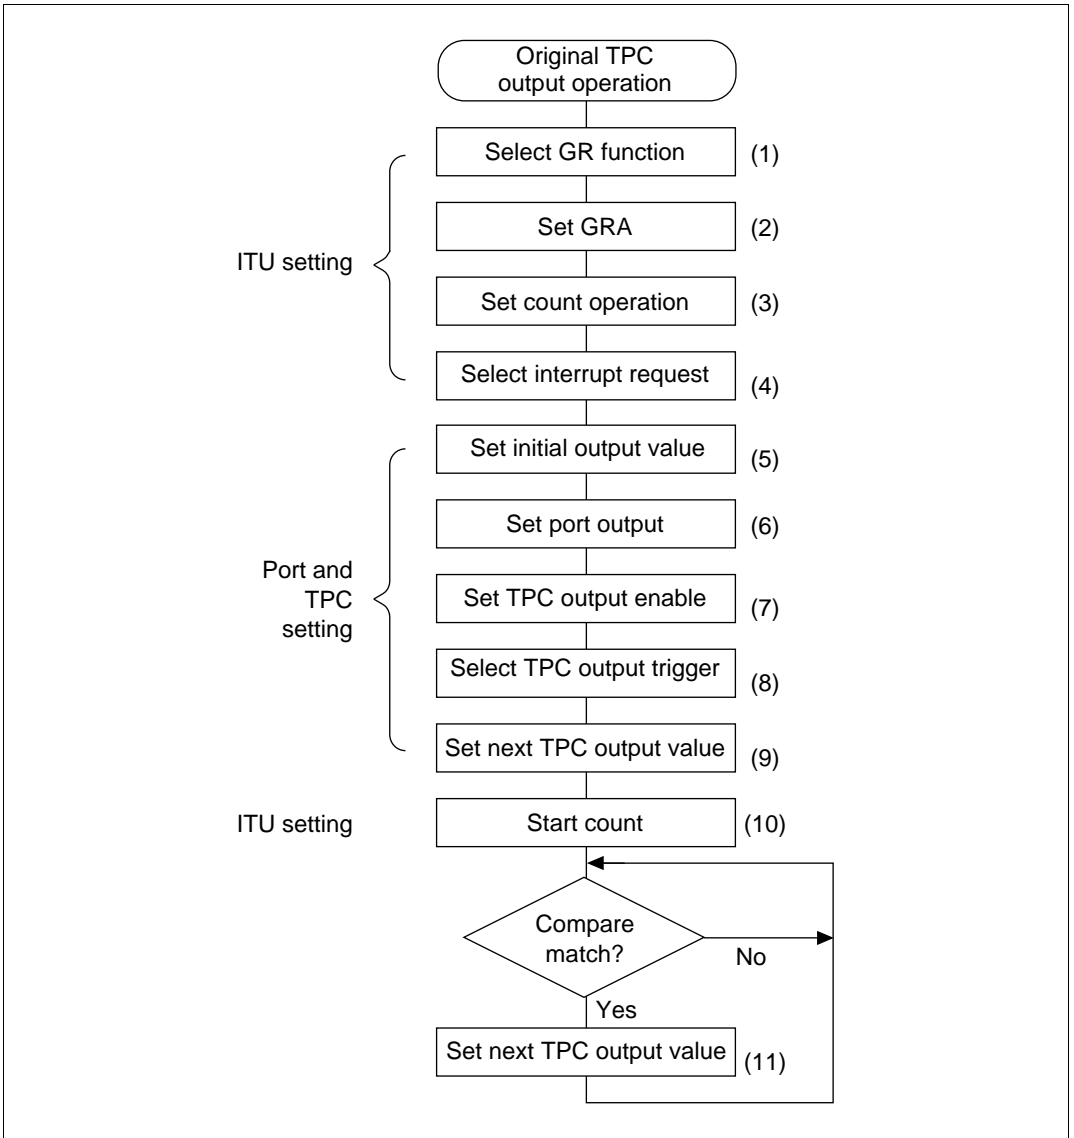 Original TPC
output operation
Select GR function
(1)
Set GRA
(2)
ITU setting
Set count operation
(3)
Select interrupt request
(4)
Set initial output value
(5)
Set port output
(6)
Port and
TPC
setting
Set TPC output enable
(7)
Select TPC output trigger
(8)
Set next TPC output value
(9)
ITU setting
Start count
(10)
Compare
match?
No
Yes
Set next TPC output value
(11)